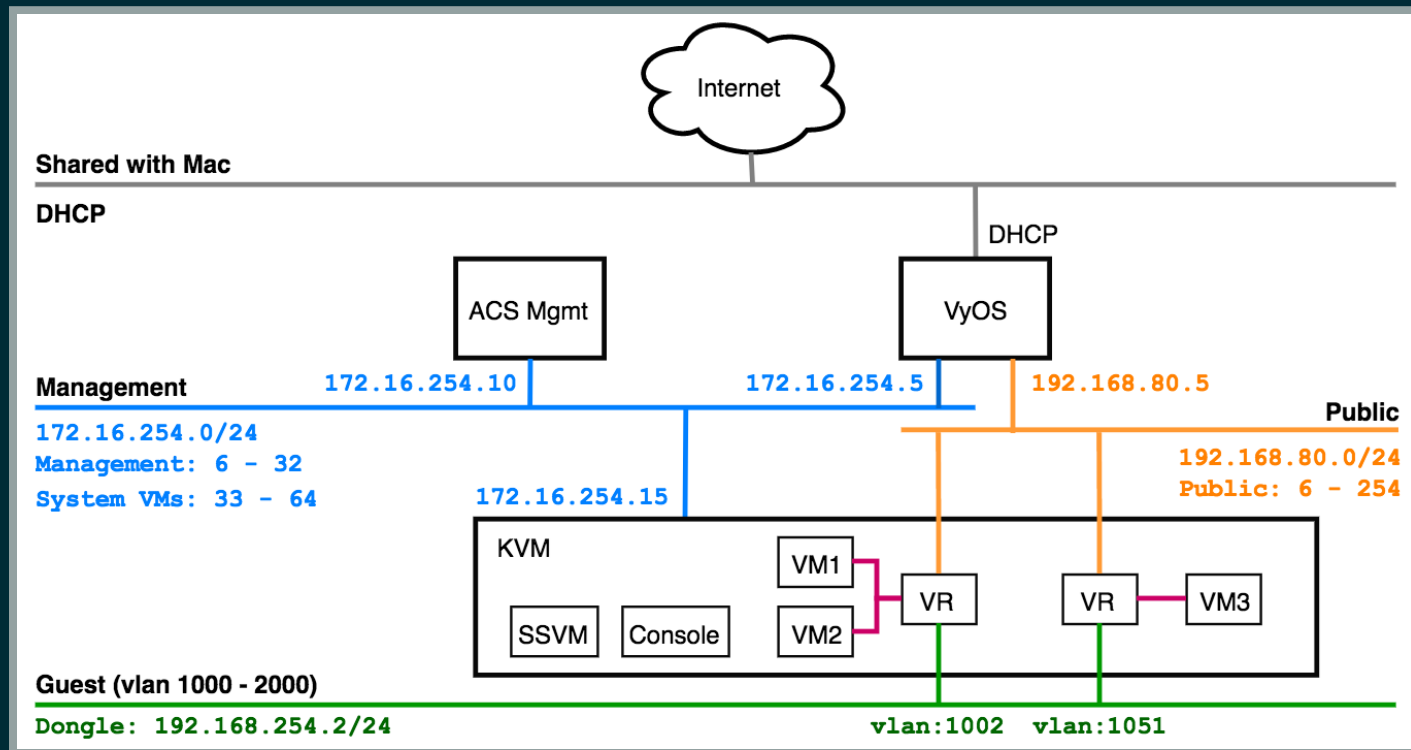 Internet
Shared with Mac
DHCP
DHCP
ACS Mgmt
VyOS
Management
172.16.254.10
172.16.254.5
192.168.80.5
Public
172.16.254.0/24
Management: 6 - 32
System VMs: 33 - 64
192.168.80.0/24
Public: 6 - 254
172.16.254.15
KVM
VM1
VM2
VR
VR
VM3
SSVM
Console
Guest (vlan 1000 - 2000)
Dongle: 192.168.254.2/24
vlan:1002
vlan:1051